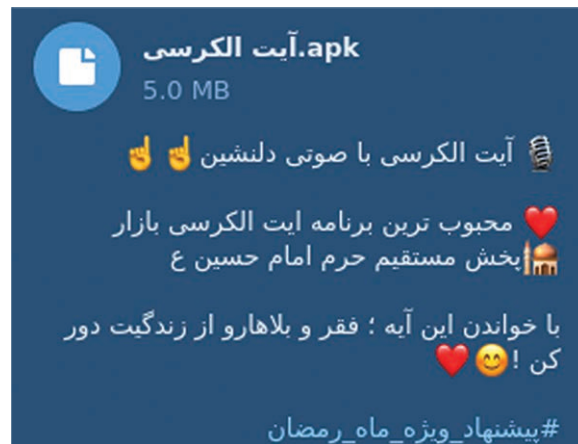 آیت الکرسی.apk
5.0 MB
🎙 آیت الکرسی با صوتی دلنشین ☝☝
❤️ محبوب ترین برنامه ایت الکرسی بازار
🕌پخش مستقیم حرم امام حسین ع
با خواندن این آیه ؛ فقر و بلاهارو از زندگیت دور
کن !😊❤️
#پیشنهاد_ویژه_ماه_رمضان